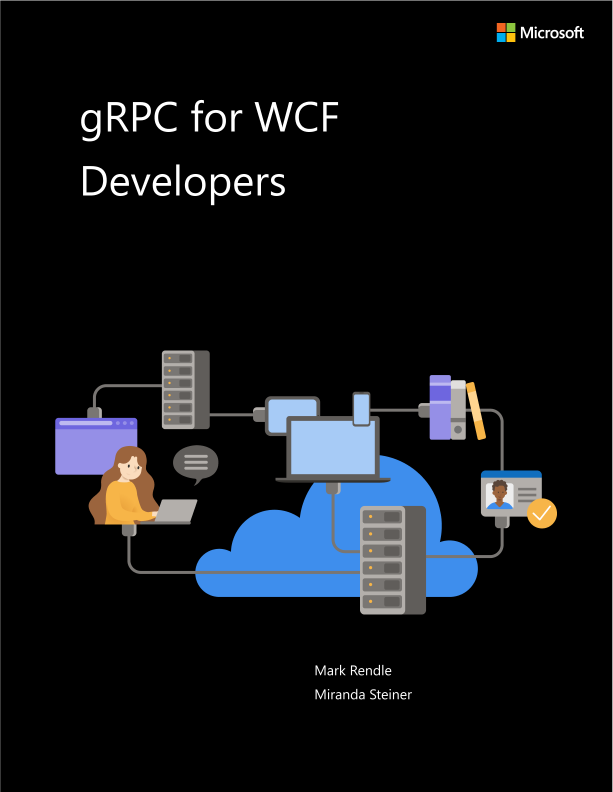 Microsoft
gRPC for WCF
Developers
Mark Rendle
Miranda Steiner